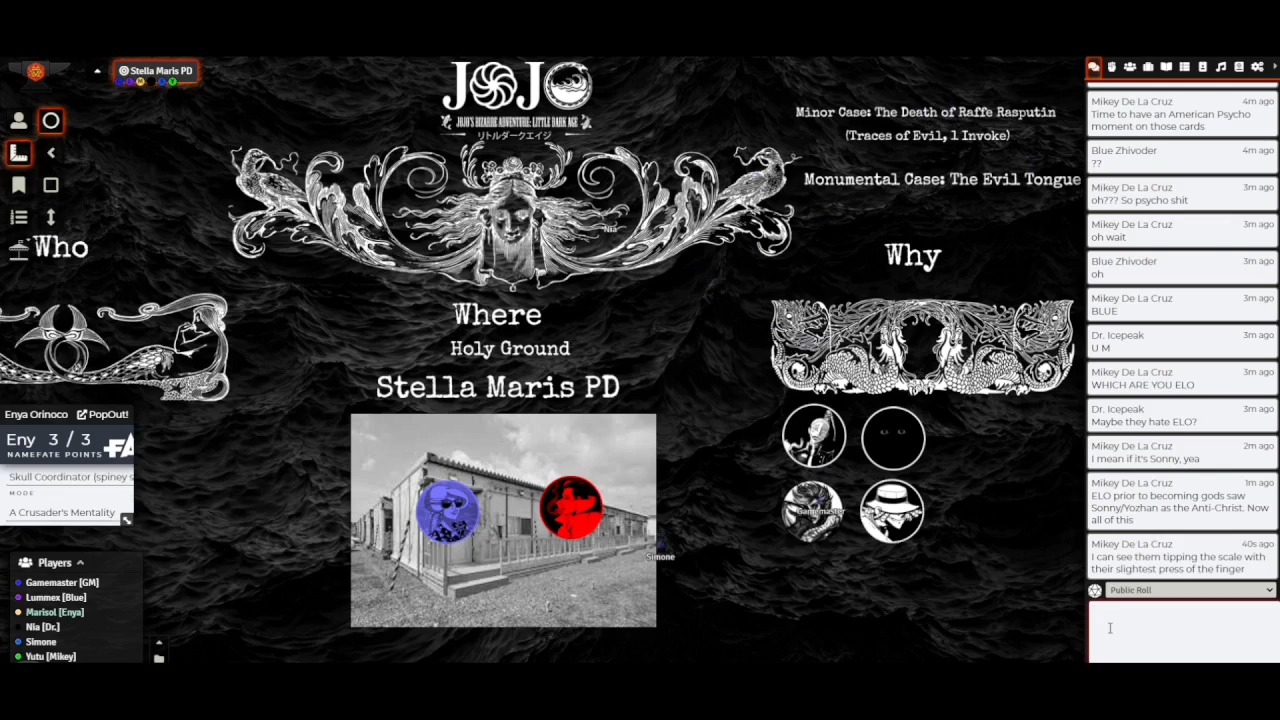 Stella Maris PD
JOJO
JOJO'S BIZARRE ADVENTURE: LITTLE DARK AGE
リトルダークエイジ
Minor Case: The Death of Raffe Rasputin
(Traces of Evil, 1 Invoke)
Monumental Case: The Evil Tongue
Nia
Who
Why
Where
Holy Ground
Stella Maris PD
Enya Orinoco PopOut!
Eny 3 / 3
NAME FATE POINTS
Skull Coordinator (spiney s
MODE
A Crusader's Mentality
Gamemaster
Simone
Players
Gamemaster [GM]
Lummex [Blue]
Marisol [Enya]
Nia [Dr.]
Simone
Yutu [Mikey]
Mikey De La Cruz 4m ago
Time to have an American Psycho
moment on those cards
Blue Zhivoder 4m ago
??
Mikey De La Cruz 3m ago
oh??? So psycho shit
Mikey De La Cruz 3m ago
oh wait
Blue Zhivoder 3m ago
oh
Mikey De La Cruz 3m ago
BLUE
Dr. Icepeak 3m ago
U M
Mikey De La Cruz 3m ago
WHICH ARE YOU ELO
Dr. Icepeak 3m ago
Maybe they hate ELO?
Mikey De La Cruz 2m ago
I mean if it's Sonny, yea
Mikey De La Cruz 1m ago
ELO prior to becoming gods saw
Sonny/Yozhan as the Anti-Christ. Now
all of this
Mikey De La Cruz 40s ago
I can see them tipping the scale with
their slightest press of the finger
Public Roll